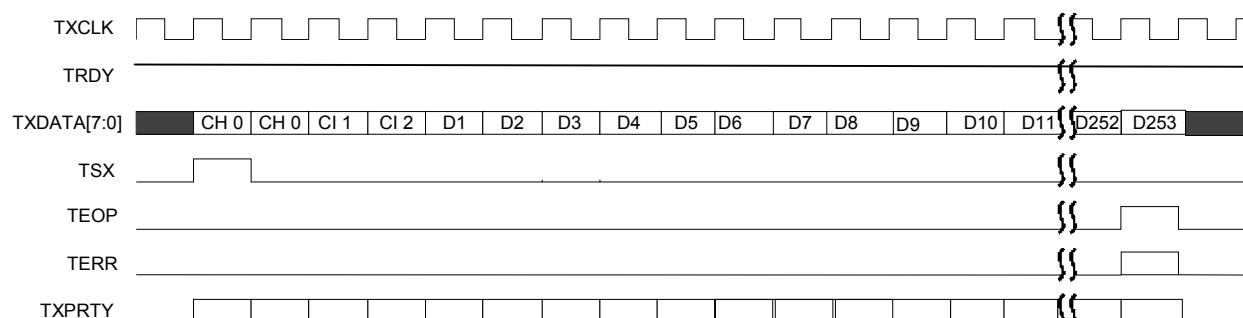 TXCLK
TRDY
TXDATA[7:0] CH 0 CH 0 CI 1 CI 2 D1 D2 D3 D4 D5 D6 D7 D8 D9 D10 D11 D252 D253
TSX
TEOP
TERR
TXPRTY